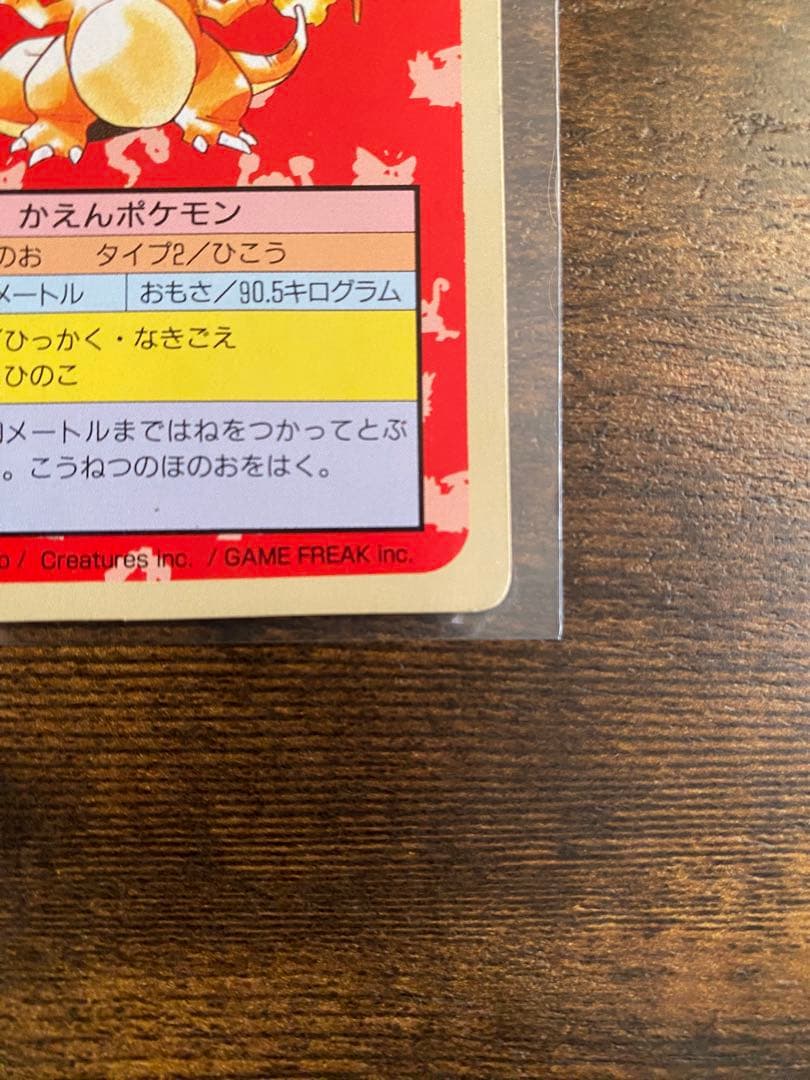 かえんポケモン
のお　タイプ2／ひこう
メートル　おもさ／90.5キログラム
ひっかく・なきごえ
ひのこ
メートルまではねをつかってとぶ
。こうねつのほのおをはく。
/ Creatures inc. / GAME FREAK inc.